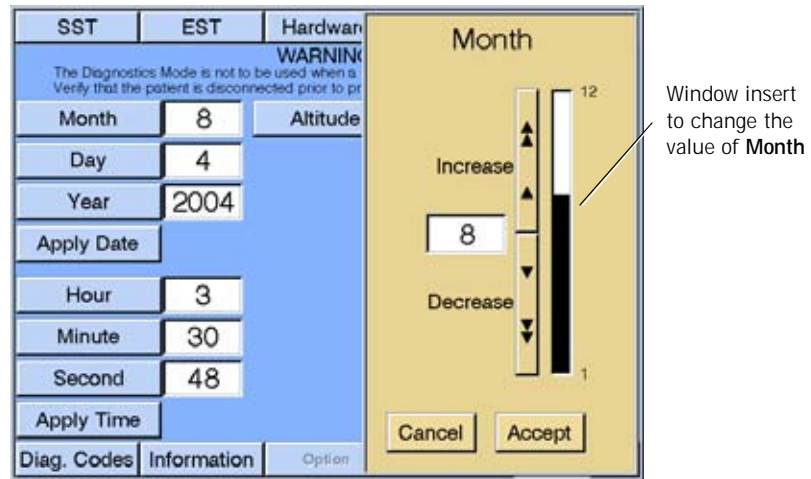 SST
EST
Hardwar
WARNIN
The Diagnostics Mode is not to be used when a
Verify that the patient is disconnected prior to pr
Month
8
Altitude
Day
4
Year
2004
Apply Date
Hour
3
Minute
30
Second
48
Apply Time
Diag. Codes
Information
Option
Month
12
Increase
8
Decrease
1
Cancel
Accept
Window insert
to change the
value of Month